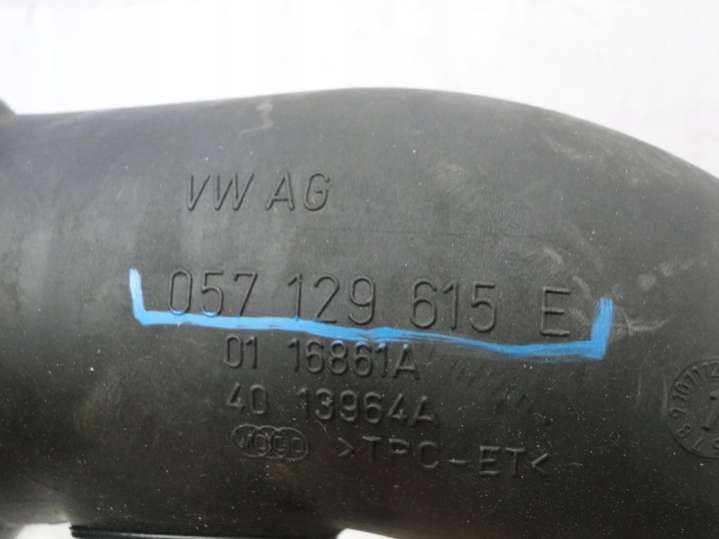 VW AG
057 129 615 E
01 16861A
40 13964A
>TPC-ET<